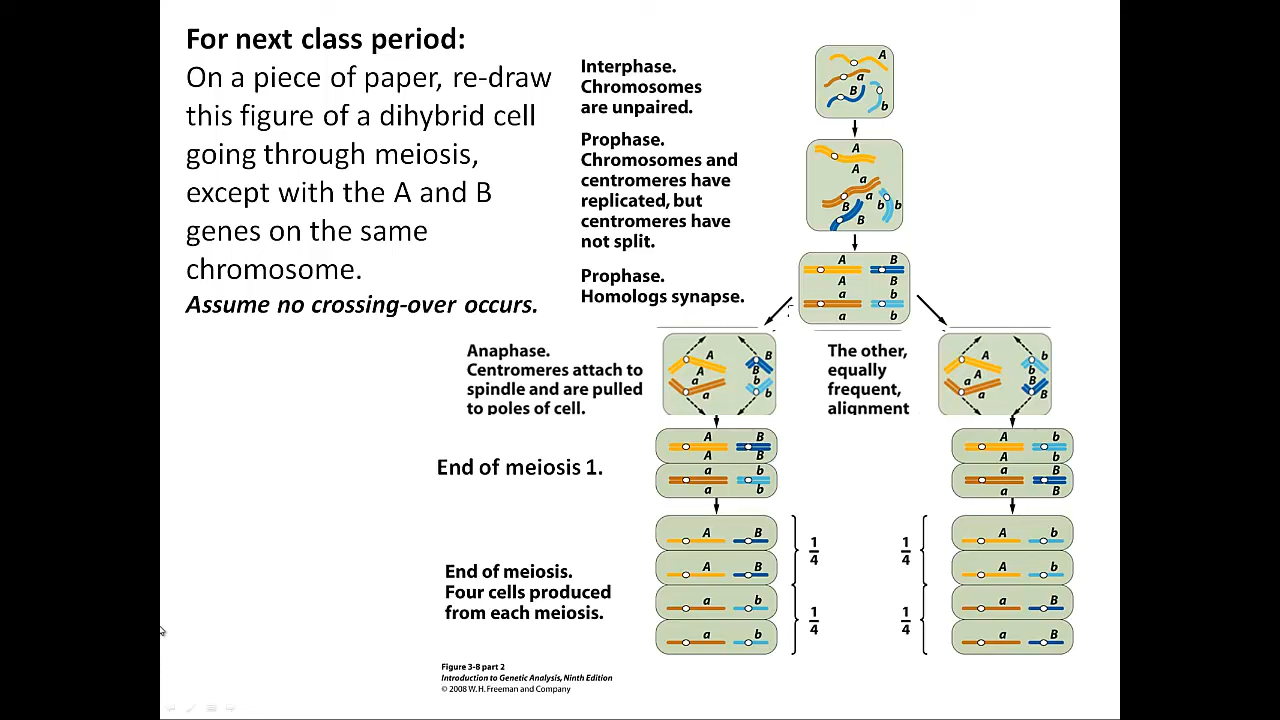 For next class period:
On a piece of paper, re-draw
this figure of a dihybrid cell
going through meiosis,
except with the A and B
genes on the same
chromosome.
Assume no crossing-over occurs.
Interphase.
Chromosomes
are unpaired.
A
a
B
b
Prophase.
Chromosomes and
centromeres have
replicated, but
centromeres have
not split.
A
A
a
a
B
b
b
B
Prophase.
Homologs synapse.
A B
A B
a b
a b
Anaphase.
Centromeres attach to
spindle and are pulled
to poles of cell.
A B
A B
a b
a b
The other,
equally
frequent,
alignment
A b
A b
a B
a B
End of meiosis 1.
A B
A B
a b
a b
A b
A b
a B
a B
End of meiosis.
Four cells produced
from each meiosis.
A B
A B
a b
a b
1
4
1
4
1
4
1
4
A b
A b
a B
a B
Figure 3-8 part 2
Introduction to Genetic Analysis, Ninth Edition
© 2008 W. H. Freeman and Company